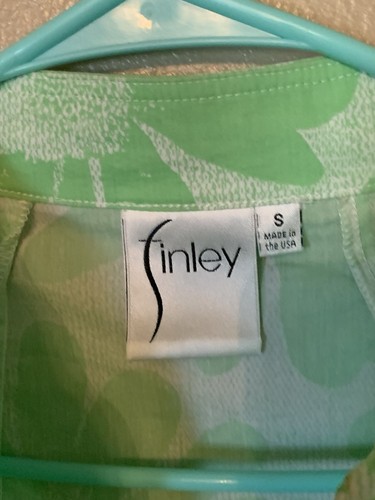 Finley
S
MADE in
the USA